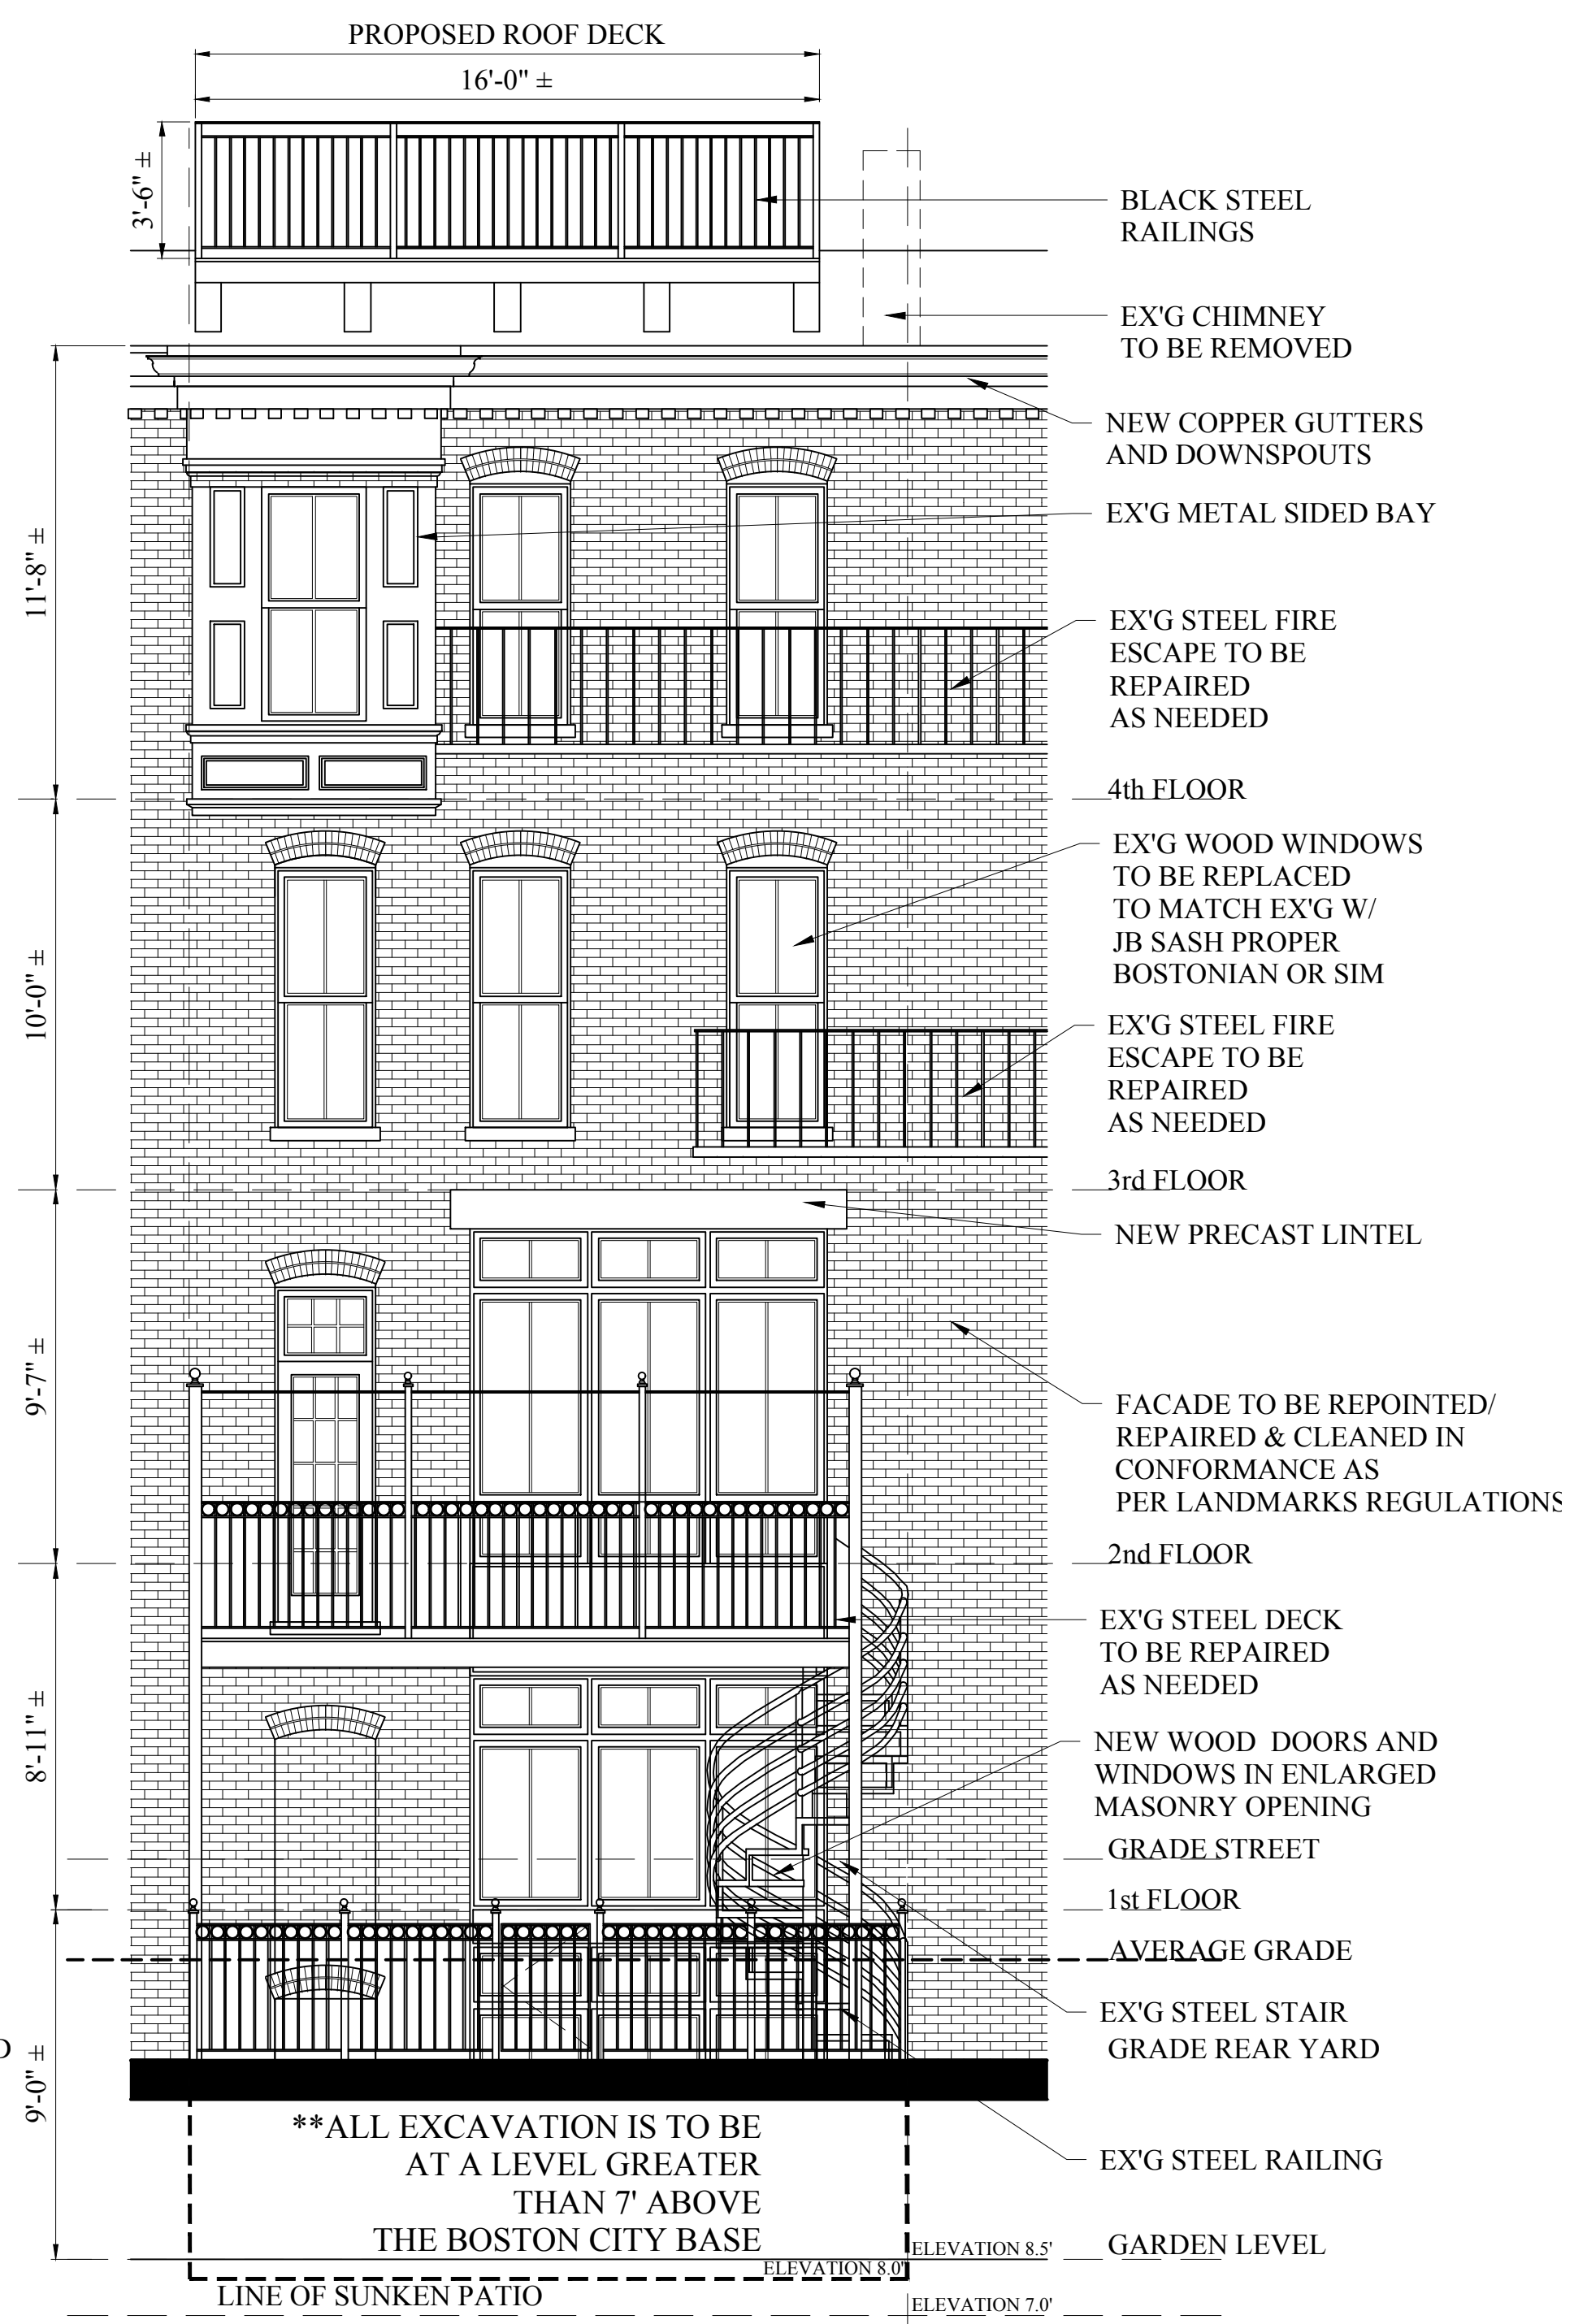 PROPOSED ROOF DECK
16'-0" ±
3'-6" ±
BLACK STEEL
RAILINGS
EX'G CHIMNEY
TO BE REMOVED
NEW COPPER GUTTERS
AND DOWNSPOUTS
EX'G METAL SIDED BAY
11'-8" ±
EX'G STEEL FIRE
ESCAPE TO BE
REPAIRED
AS NEEDED
4th FLOOR
EX'G WOOD WINDOWS
TO BE REPLACED
TO MATCH EX'G W/
JB SASH PROPER
BOSTONIAN OR SIM
10'-0" ±
EX'G STEEL FIRE
ESCAPE TO BE
REPAIRED
AS NEEDED
3rd FLOOR
NEW PRECAST LINTEL
9'-7" ±
FACADE TO BE REPOINTED/
REPAIRED & CLEANED IN
CONFORMANCE AS
PER LANDMARKS REGULATIONS
2nd FLOOR
EX'G STEEL DECK
TO BE REPAIRED
AS NEEDED
8'-11" ±
NEW WOOD DOORS AND
WINDOWS IN ENLARGED
MASONRY OPENING
GRADE STREET
1st FLOOR
AVERAGE GRADE
EX'G STEEL STAIR
GRADE REAR YARD
D
9'-0" ±
**ALL EXCAVATION IS TO BE
AT A LEVEL GREATER
THAN 7' ABOVE
THE BOSTON CITY BASE
EX'G STEEL RAILING
ELEVATION 8.5'
GARDEN LEVEL
ELEVATION 8.0'
LINE OF SUNKEN PATIO
ELEVATION 7.0'